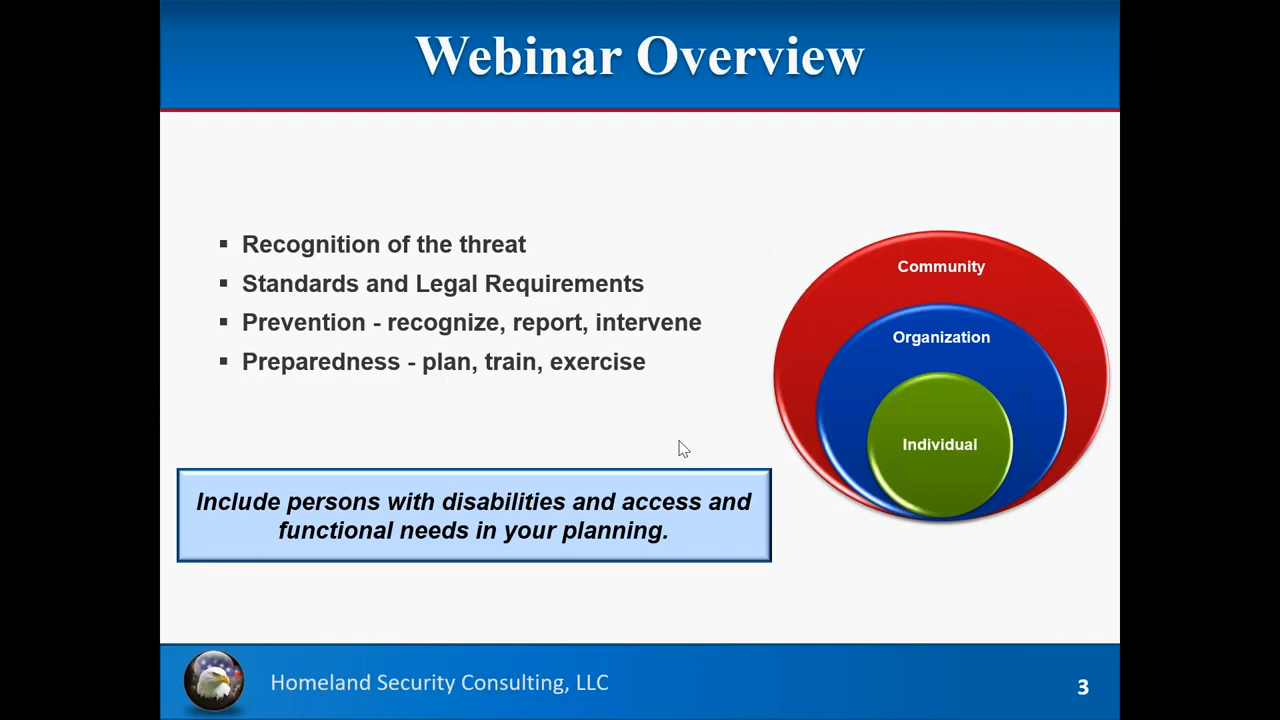 Webinar Overview
▪ Recognition of the threat
▪ Standards and Legal Requirements
▪ Prevention - recognize, report, intervene
▪ Preparedness - plan, train, exercise
Community
Organization
Individual
Include persons with disabilities and access and
functional needs in your planning.
Homeland Security Consulting, LLC
3